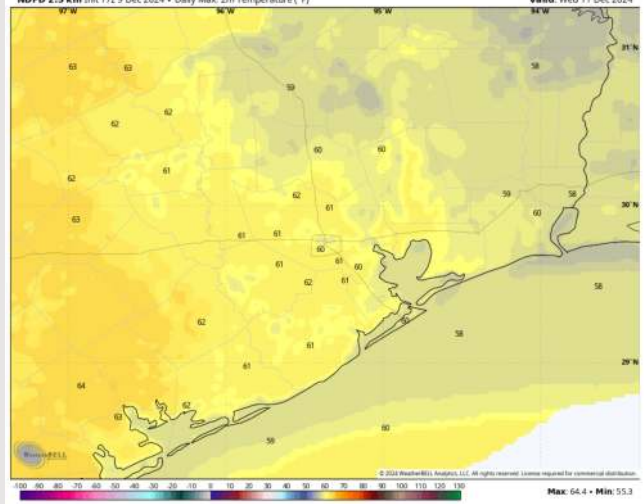 NDFD 2.5 km Init 17z 9 Dec 2024 • Daily Max. 2m Temperature (°F)
Valid: Wed 11 Dec 2024
97°W 96°W 95°W 94°W
31°N
63 63 58
59
62
62
60 60
61
62
62 59 58
61 30°N
63 60
61 61
60
61 61 60
62 61
58
62 58
61
29°N
61
64
62
63
60
59
WeatherBELL
© 2024 WeatherBELL Analytics, LLC. All rights reserved. License required for commercial distribution.
-100 -90 -80 -70 -60 -50 -40 -30 -20 -10 0 10 20 30 40 50 60 70 80 90 100 110 120 130
Max: 64.4 • Min: 55.3